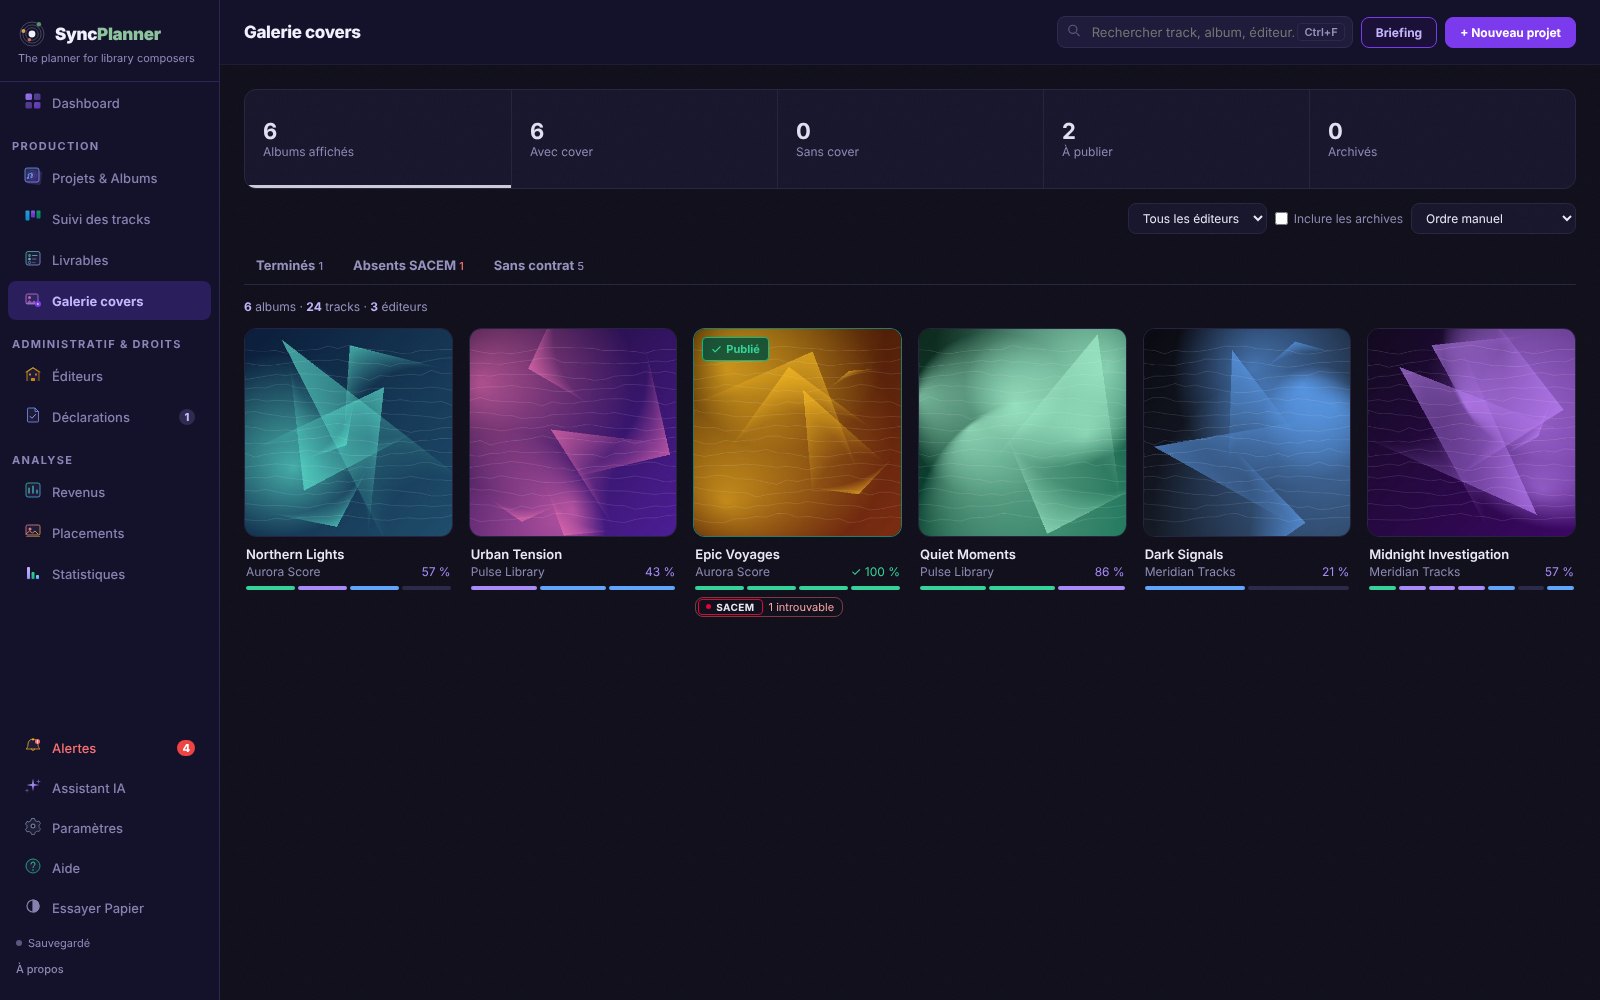 SyncPlanner
The planner for library composers
Dashboard
PRODUCTION
Projets & Albums
Suivi des tracks
Livrables
Galerie covers
ADMINISTRATIF & DROITS
Éditeurs
Déclarations 1
ANALYSE
Revenus
Placements
Statistiques
Alertes 4
Assistant IA
Paramètres
Aide
Essayer Papier
Sauvegardé
À propos
Galerie covers
Rechercher track, album, éditeur. Ctrl+F
Briefing
+ Nouveau projet
6
Albums affichés
6
Avec cover
0
Sans cover
2
À publier
0
Archivés
Tous les éditeurs
Inclure les archives
Ordre manuel
Terminés 1
Absents SACEM 1
Sans contrat 5
6 albums · 24 tracks · 3 éditeurs
Northern Lights
Aurora Score 57 %
Urban Tension
Pulse Library 43 %
✓ Publié
Epic Voyages
Aurora Score ✓ 100 %
SACEM 1 introuvable
Quiet Moments
Pulse Library 86 %
Dark Signals
Meridian Tracks 21 %
Midnight Investigation
Meridian Tracks 57 %